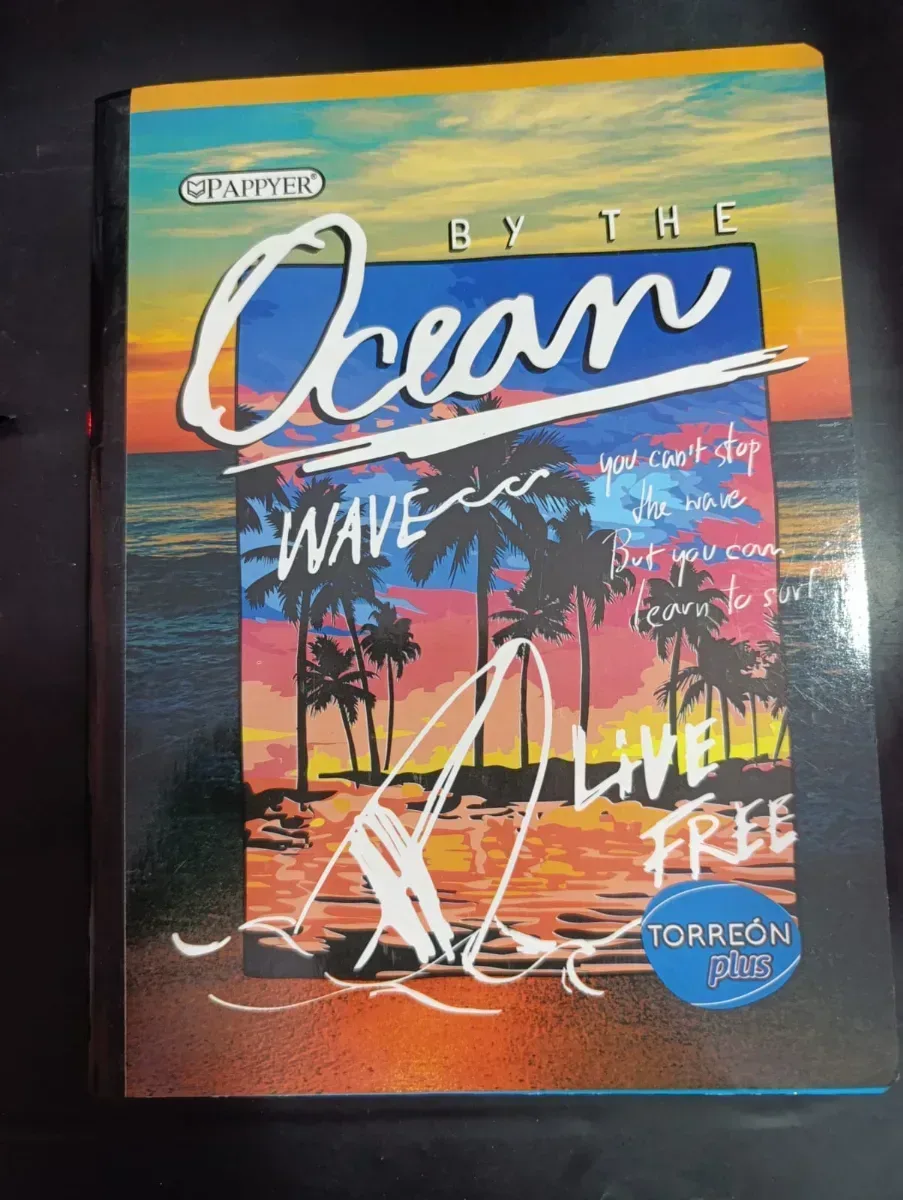 PAPPYER®
BY THE
Ocean
WAVE
you can't stop
the wave
But you can
learn to surf
LiVE
FREE
TORREÓN
plus